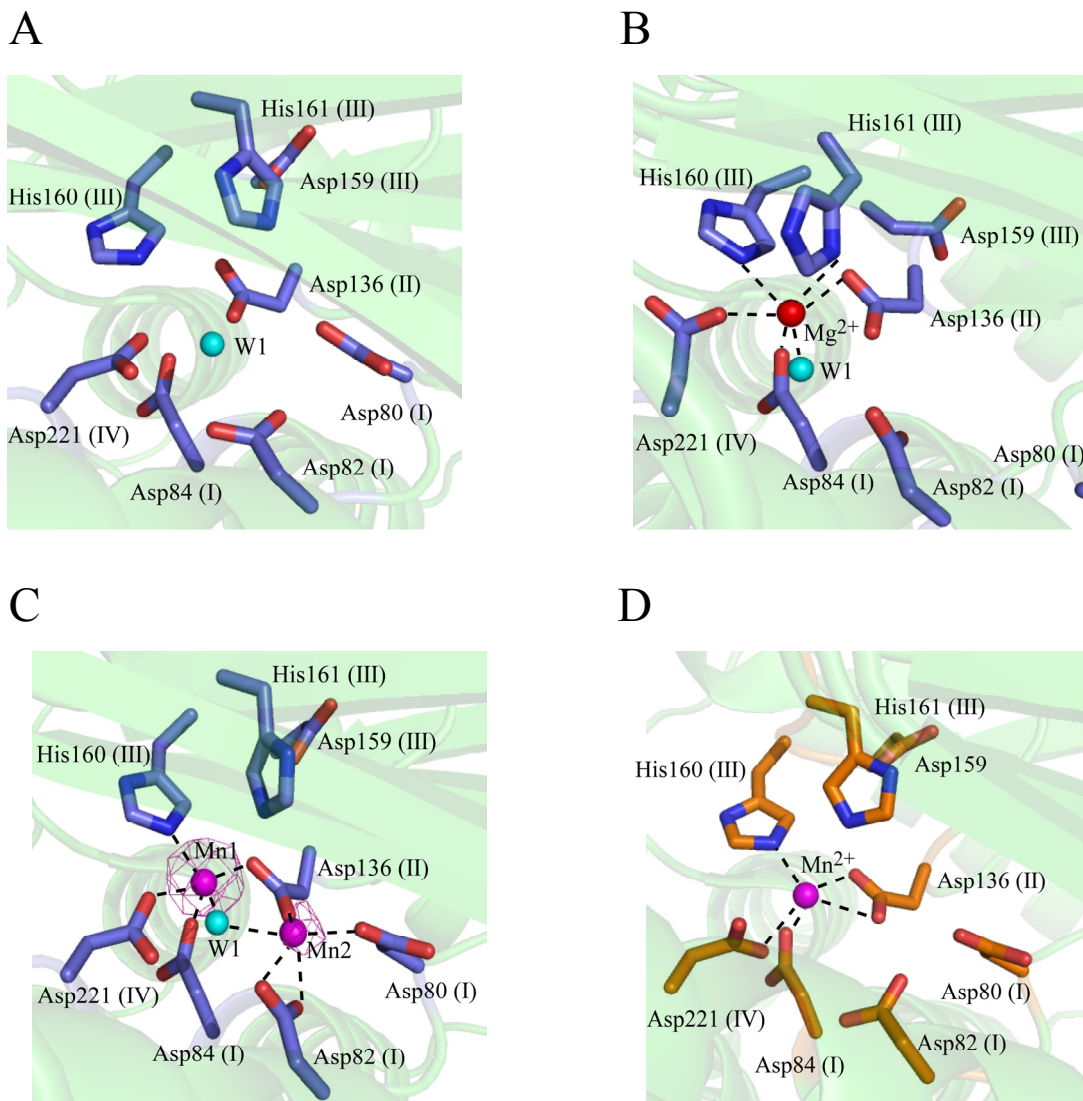 A
His161 (III)
Asp159 (III)
His160 (III)
Asp136 (II)
W1
Asp80 (I)
Asp221 (IV)
Asp82 (I)
Asp84 (I)
B
His161 (III)
His160 (III)
Asp159 (III)
Mg2+
Asp136 (II)
W1
Asp221 (IV)
Asp80 (I)
Asp84 (I)
Asp82 (I)
C
His161 (III)
Asp159 (III)
His160 (III)
Mn1
Asp136 (II)
W1
Mn2
Asp221 (IV)
Asp80 (I)
Asp84 (I)
Asp82 (I)
D
His161 (III)
Asp159
His160 (III)
Mn2+
Asp136 (II)
Asp80 (I)
Asp221 (IV)
Asp82 (I)
Asp84 (I)